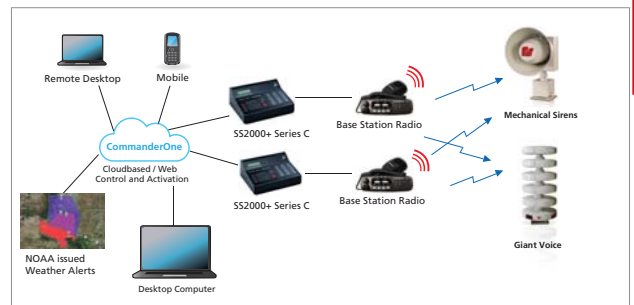 Remote Desktop
Mobile
CommanderOne
Cloudbased / Web
Control and Activation
NOAA issued
Weather Alerts
Desktop Computer
SS2000+ Series C
Base Station Radio
SS2000+ Series C
Base Station Radio
Mechanical Sirens
Giant Voice